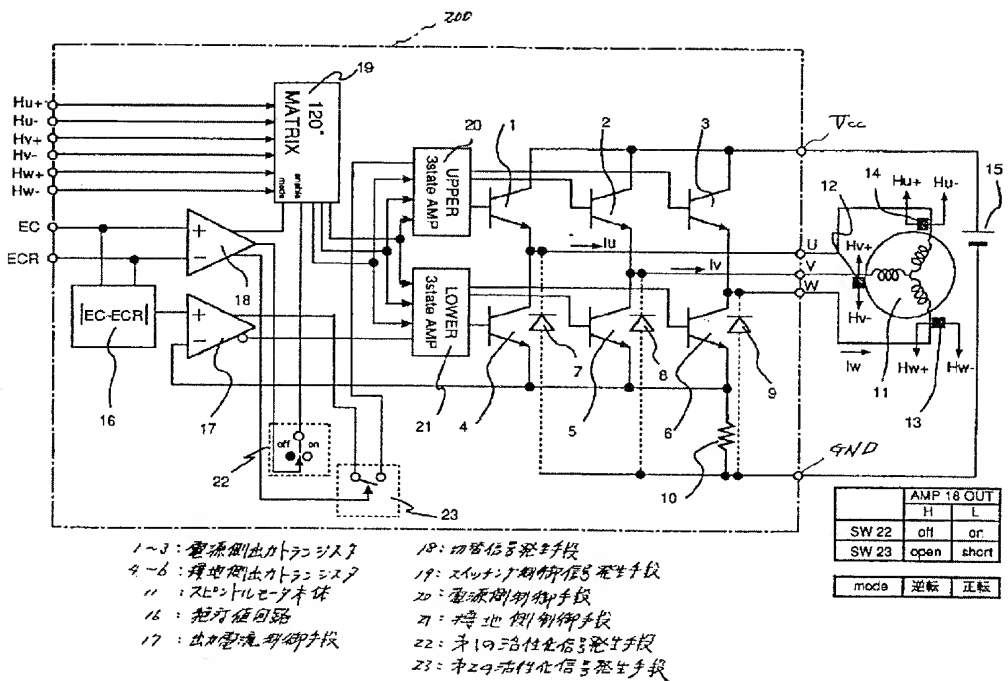 200
19
Hu+
Hu-
Hv+
Hv-
Hw+
Hw-
120°
MATRIX
mode
enable
20
UPPER
3state AMP
1
2
3
Vcc
15
14
Hu+
Hu-
12
Hv+
Hv-
EC
ECR
+
-
18
|EC-ECR|
16
+
-
17
LOWER
3state AMP
21
Iu
Iv
Iw
U
V
W
4
5
6
7
8
9
10
11
13
Hw+
Hw-
GND
off
on
22
23
AMP 18 OUT
H L
SW 22 off on
SW 23 open short
mode 逆転 正転
1~3:電源側出力トランジスタ
4~6:接地側出力トランジスタ
11:スピンドルモータ本体
16:絶対値回路
17:出力電流制御手段
18:切替信号発生手段
19:スイッチング制御信号発生手段
20:電源側制御手段
21:接地側制御手段
22:第1の活性化信号発生手段
23:第2の活性化信号発生手段